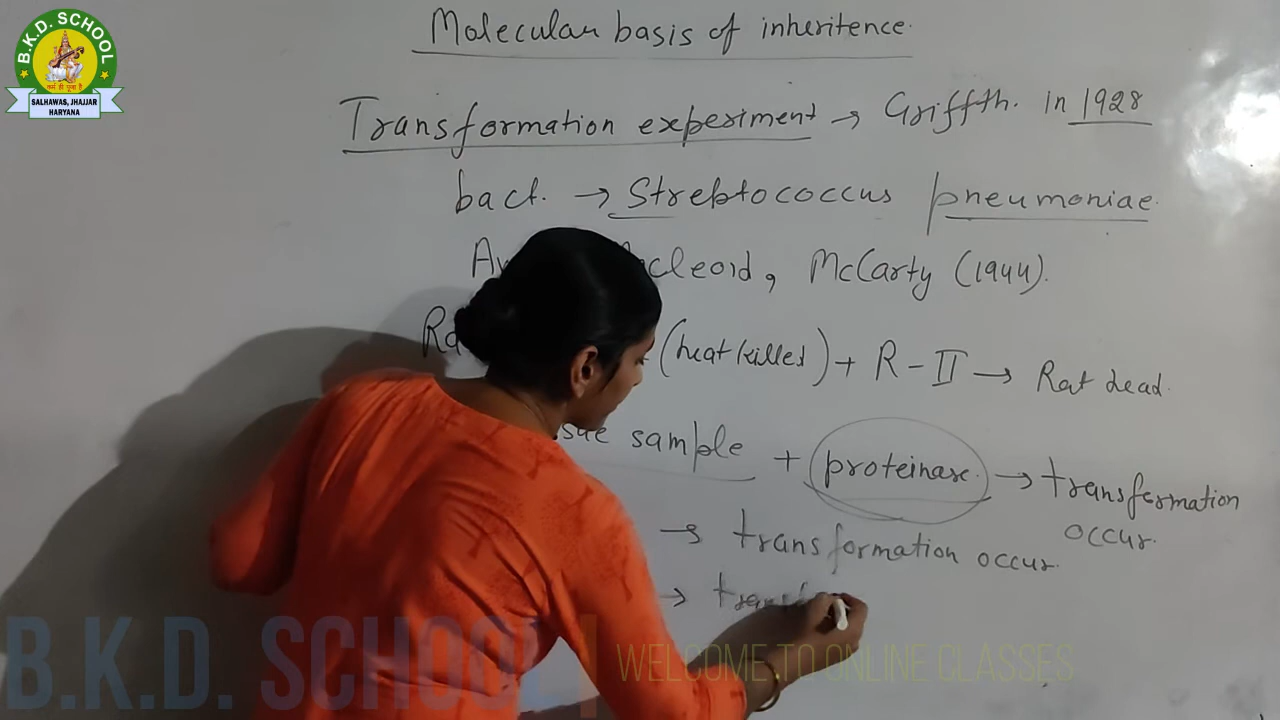 B.K.D. SCHOOL
कर्म ही पूजा है
SALHAWAS, JHAJJAR
HARYANA
Molecular basis of inheritence.
Transformation experiment → Griffth. In 1928
bact. → Streptococcus pneumoniae.
McCarty (1944).
(heat killed) + R-II → Rat dead.
sample + proteinase. → transformation
occur.
→ transformation occur.
→
B.K.D. SCHOOL | WELCOME TO ONLINE CLASSES